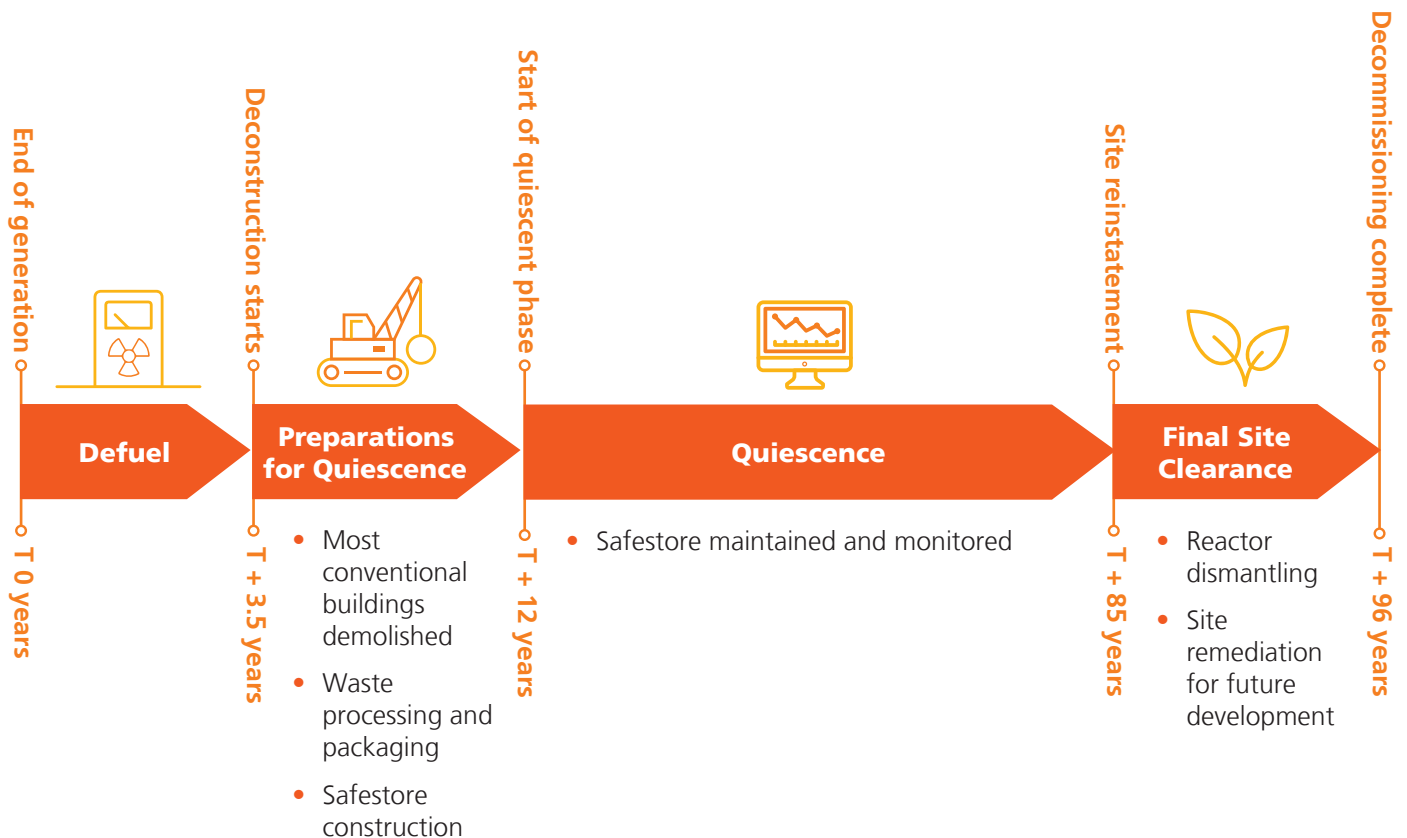 End of generation
Deconstruction starts
Start of quiescent phase
Site reinstatement
Decommissioning complete
Defuel
Preparations
for Quiescence
Quiescence
Final Site
Clearance
T 0 years
T + 3.5 years
T + 12 years
T + 85 years
T + 96 years
• Most
conventional
buildings
demolished
• Waste
processing and
packaging
• Safestore
construction
• Safestore maintained and monitored
• Reactor
dismantling
• Site
remediation
for future
development